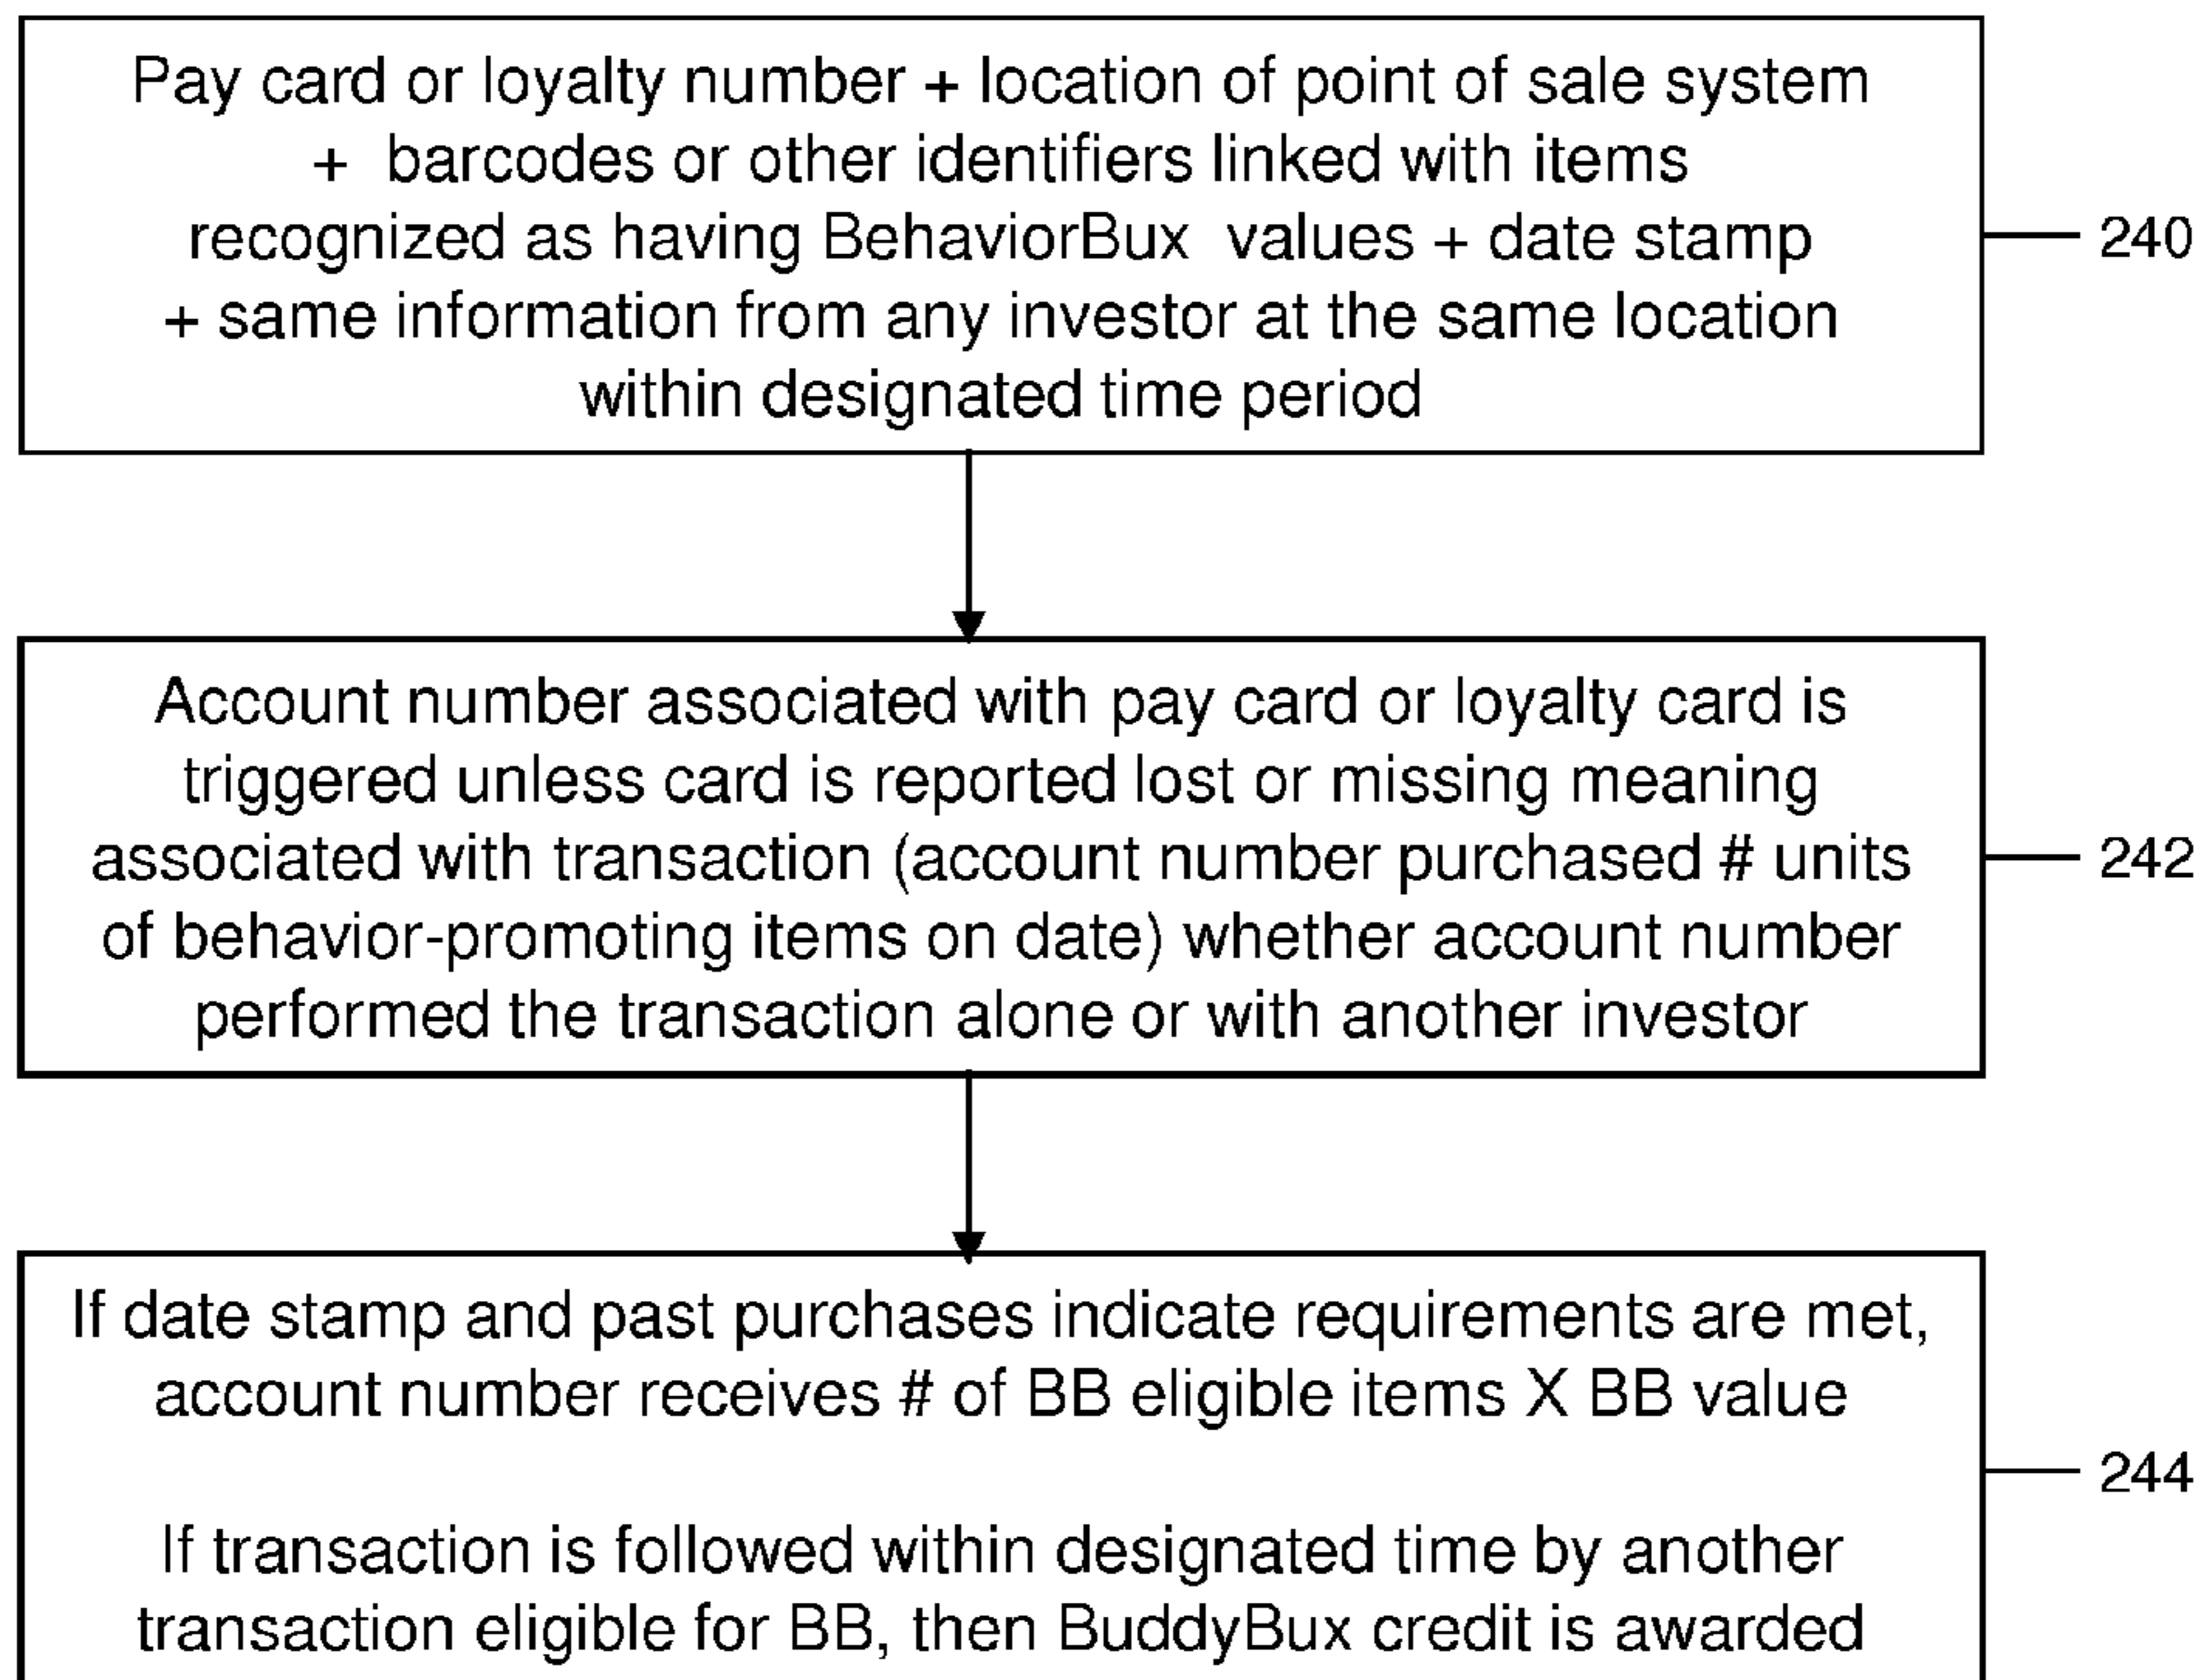 Pay card or loyalty number + location of point of sale system
+ barcodes or other identifiers linked with items
recognized as having BehaviorBux values + date stamp
+ same information from any investor at the same location
within designated time period
240
Account number associated with pay card or loyalty card is
triggered unless card is reported lost or missing meaning
associated with transaction (account number purchased # units
of behavior-promoting items on date) whether account number
performed the transaction alone or with another investor
242
If date stamp and past purchases indicate requirements are met,
account number receives # of BB eligible items X BB value
If transaction is followed within designated time by another
transaction eligible for BB, then BuddyBux credit is awarded
244